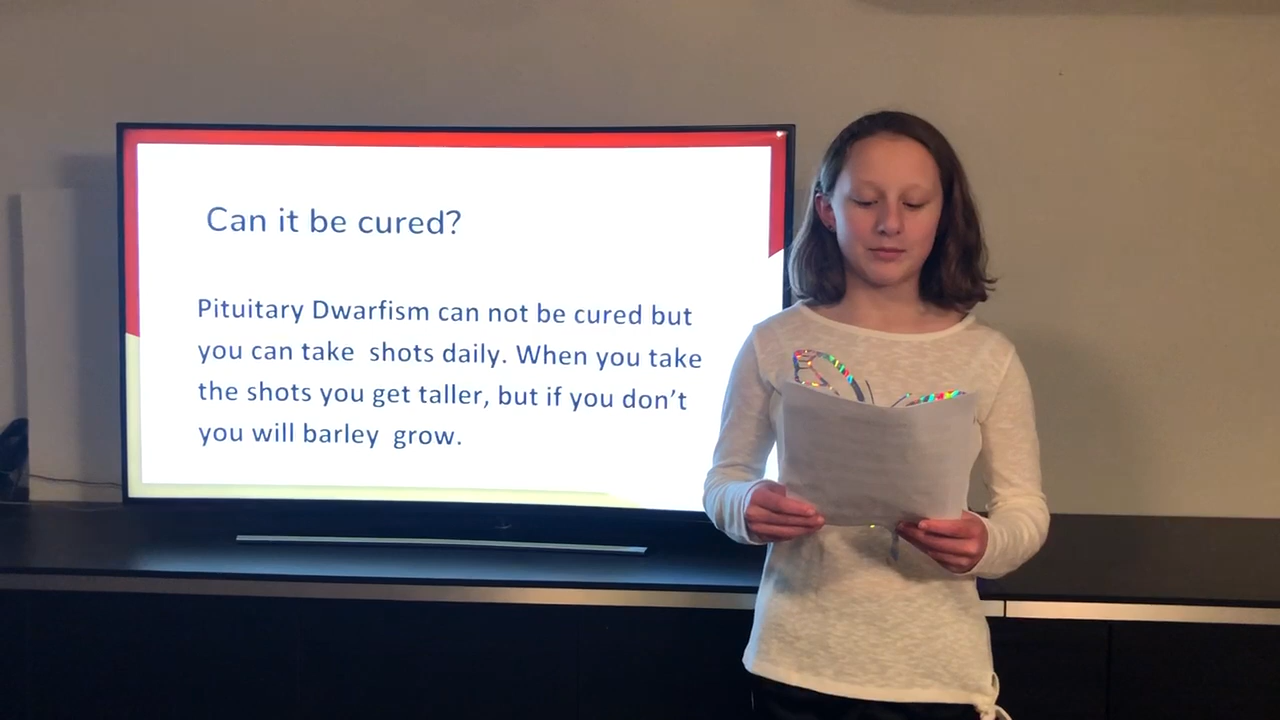 Can it be cured?
Pituitary Dwarfism can not be cured but
you can take  shots daily. When you take
the shots you get taller, but if you don’t
you will barley  grow.